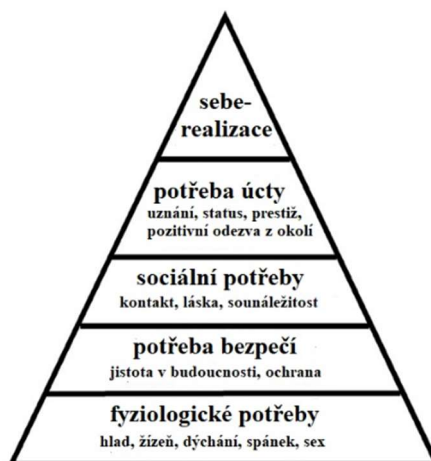 sebe-
realizace
potřeba úcty
uznání, status, prestiž,
pozitivní odezva z okolí
sociální potřeby
kontakt, láska, sounáležitost
potřeba bezpečí
jistota v budoucnosti, ochrana
fyziologické potřeby
hlad, žízeň, dýchání, spánek, sex